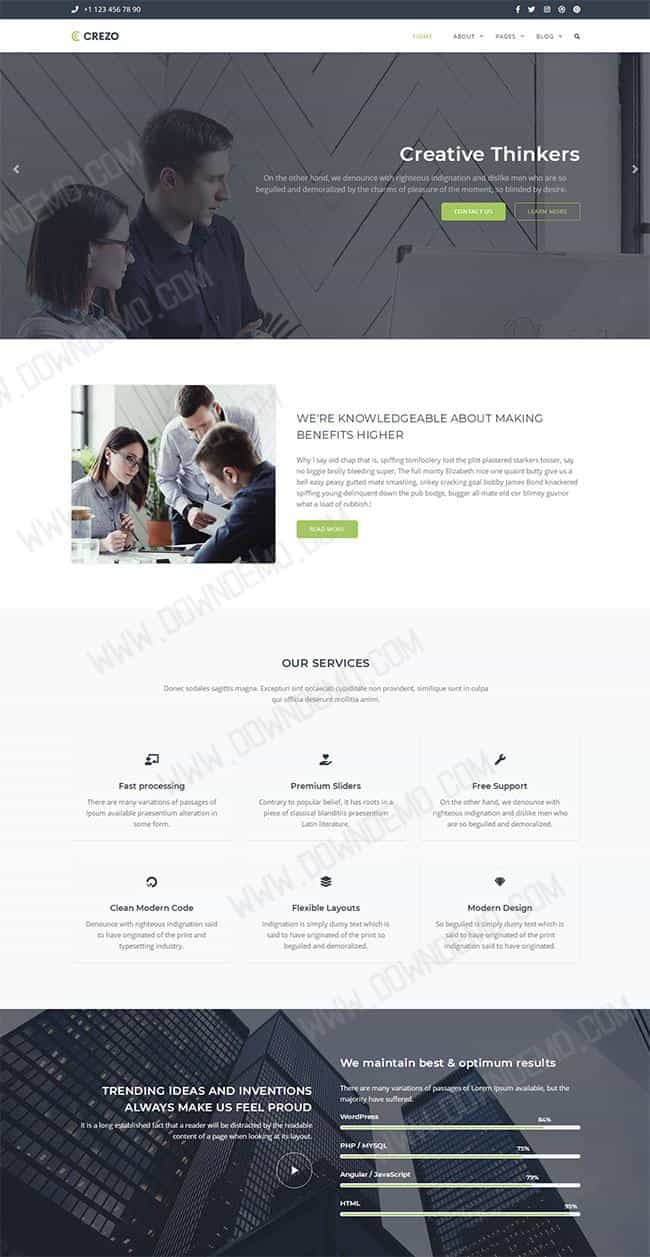 +1 123 456 78 90
CREZO
HOME ABOUT PAGES BLOG
Creative Thinkers
On the other hand, we denounce with righteous indignation and dislike men who are so
beguiled and demoralized by the charms of pleasure of the moment, so blinded by desire.
CONTACT US LEARN MORE
WE'RE KNOWLEDGEABLE ABOUT MAKING
BENEFITS HIGHER
Why I say old chap that is, spiffing tomfoolery lost the plot plastered starkers tosser, say
no biggie brolly bleeding super. The full monty Elizabeth nice one quaint butty give us a
bell easy peasy gutted mate smashing, crikey cracking goal bobby James Bond knackered
spiffing young delinquent down the pub bodge, bugger all mate old cor blimey guvnor
what a load of rubbish.!
READ MORE
OUR SERVICES
Donec sodales sagittis magna. Excepturi sint occaecati cupiditate non provident, similique sunt in culpa
qui officia deserunt mollitia anim.
Fast processing
There are many variations of passages of
Ipsum available praesentium alteration in
some form.
Premium Sliders
Contrary to popular belief, it has roots in a
piece of classical blanditiis praesentium
Latin literature.
Free Support
On the other hand, we denounce with
righteous indignation and dislike men who
are so beguiled and demoralized.
Clean Modern Code
Denounce with righteous indignation said
to have originated of the print and
typesetting industry.
Flexible Layouts
Indignation is simply dumy text which is
said to have originated of the print so
beguiled and demoralized.
Modern Design
So beguiled is simply dumy text which is
said to have originated of the print
indignation said to have originated.
TRENDING IDEAS AND INVENTIONS
ALWAYS MAKE US FEEL PROUD
It is a long established fact that a reader will be distracted by the readable
content of a page when looking at its layout.
We maintain best & optimum results
There are many variations of passages of Lorem Ipsum available, but the
majority have suffered.
WordPress 84%
PHP / MYSQL 75%
Angular / JavaScript 79%
HTML 95%
WWW.DOWNDEMO.COM
WWW.DOWNDEMO.COM
WWW.DOWNDEMO.COM
WWW.DOWNDEMO.COM